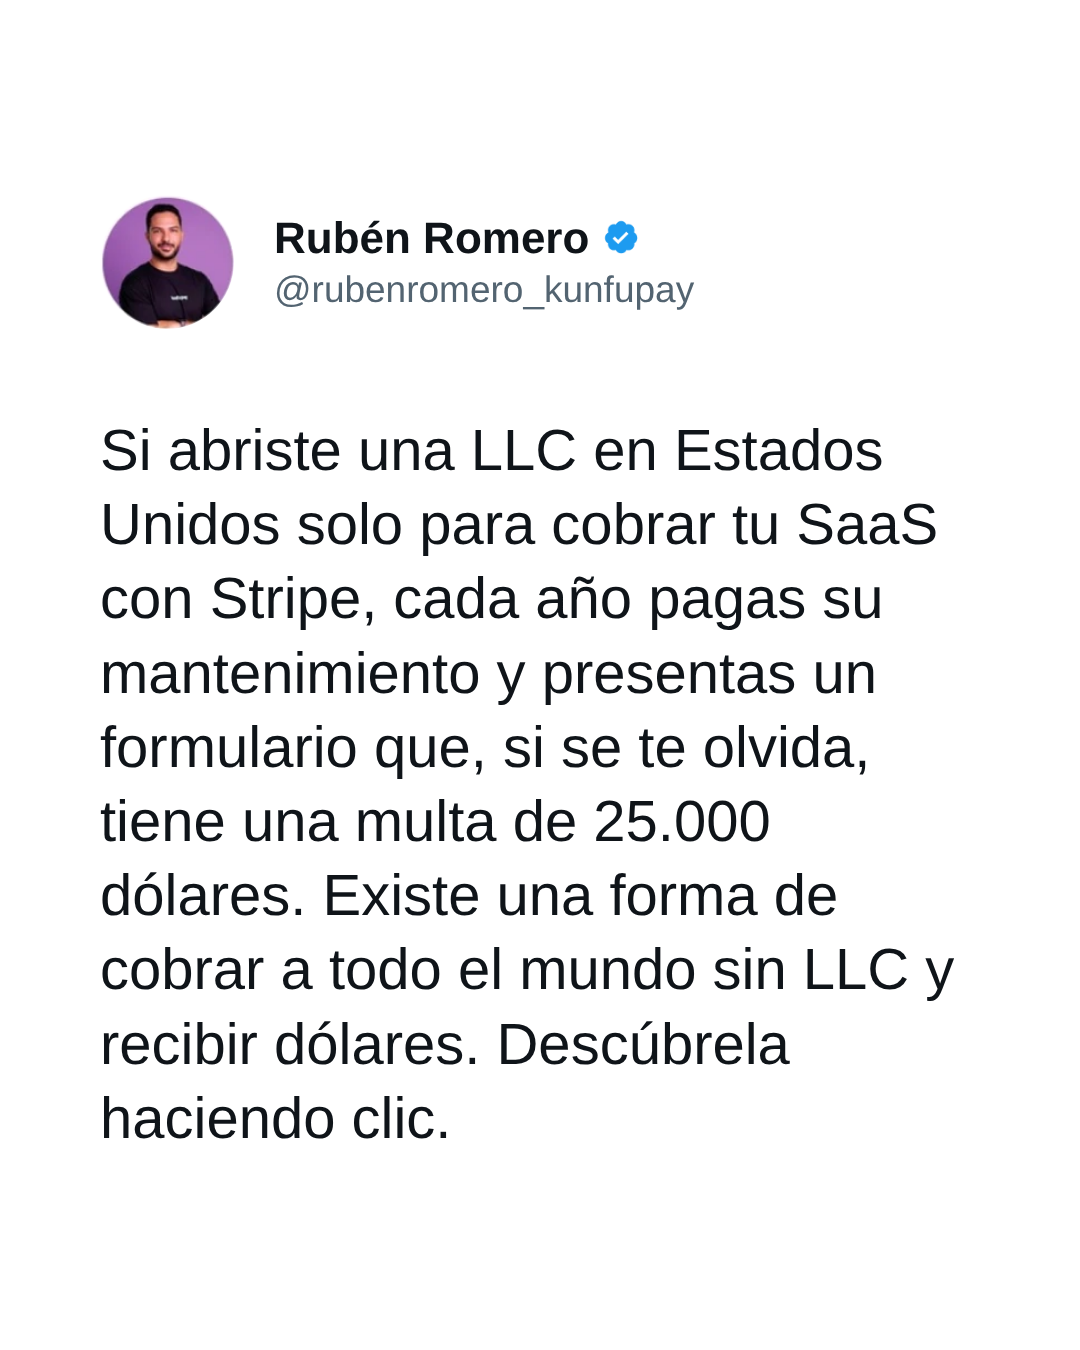 Rubén Romero
@rubenromero_kunfupay
Si abriste una LLC en Estados
Unidos solo para cobrar tu SaaS
con Stripe, cada año pagas su
mantenimiento y presentas un
formulario que, si se te olvida,
tiene una multa de 25.000
dólares. Existe una forma de
cobrar a todo el mundo sin LLC y
recibir dólares. Descúbrela
haciendo clic.